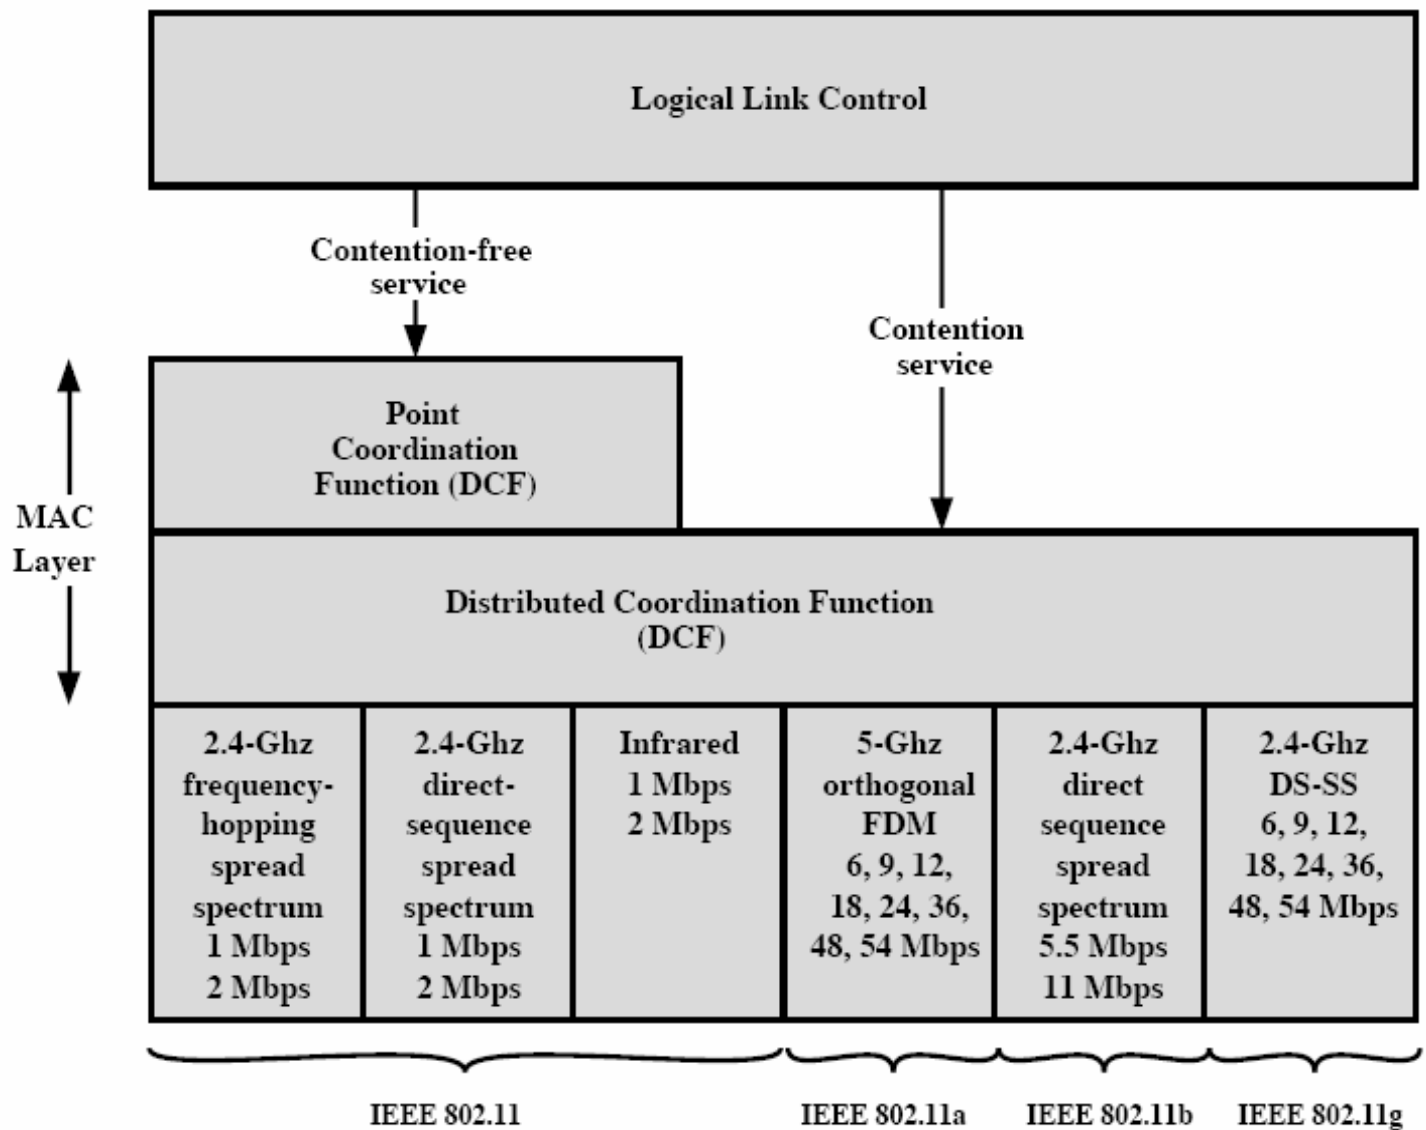 Logical Link Control
Contention-free
service
Contention
service
Point
Coordination
Function (DCF)
MAC
Layer
Distributed Coordination Function
(DCF)
2.4-Ghz
frequency-
hopping
spread
spectrum
1 Mbps
2 Mbps
2.4-Ghz
direct-
sequence
spread
spectrum
1 Mbps
2 Mbps
Infrared
1 Mbps
2 Mbps
5-Ghz
orthogonal
FDM
6, 9, 12,
18, 24, 36,
48, 54 Mbps
2.4-Ghz
direct
sequence
spread
spectrum
5.5 Mbps
11 Mbps
2.4-Ghz
DS-SS
6, 9, 12,
18, 24, 36,
48, 54 Mbps
IEEE 802.11
IEEE 802.11a
IEEE 802.11b
IEEE 802.11g